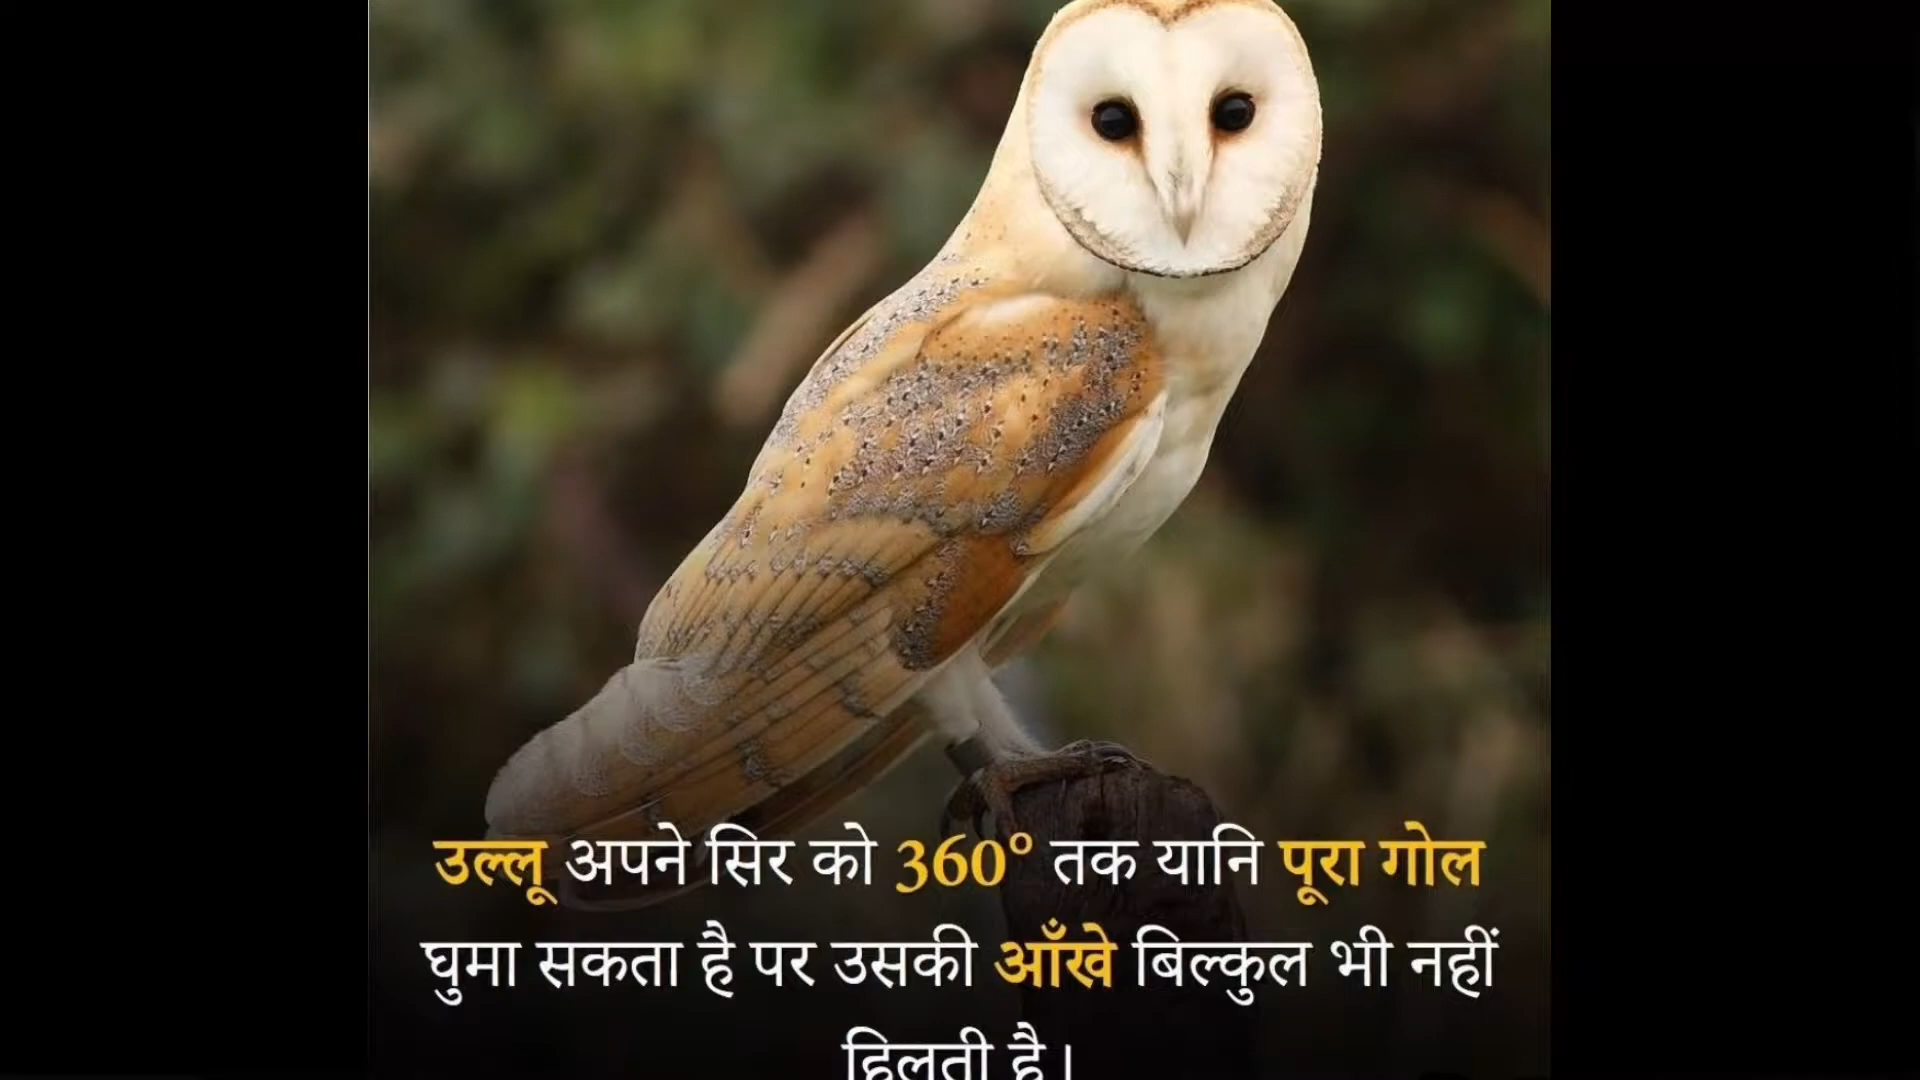 उल्लू अपने सिर को 360° तक यानि पूरा गोल
घुमा सकता है पर उसकी आँखे बिल्कुल भी नहीं
हिलती है।